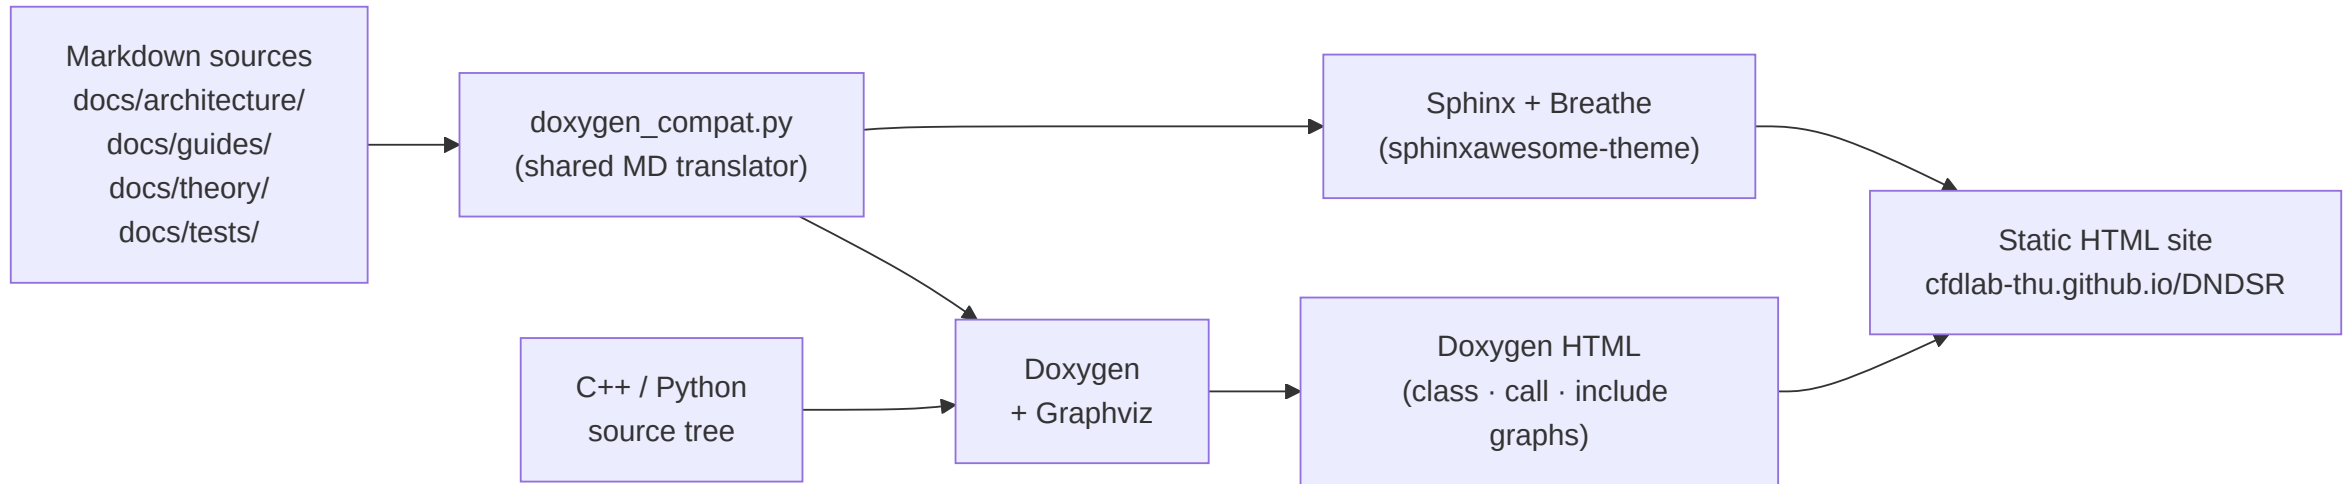 Markdown sources
docs/architecture/
docs/guides/
docs/theory/
docs/tests/
doxygen_compat.py
(shared MD translator)
C++ / Python
source tree
Doxygen
+ Graphviz
Sphinx + Breathe
(sphinxawesome-theme)
Doxygen HTML
(class · call · include
graphs)
Static HTML site
cfdlab-thu.github.io/DNDSR